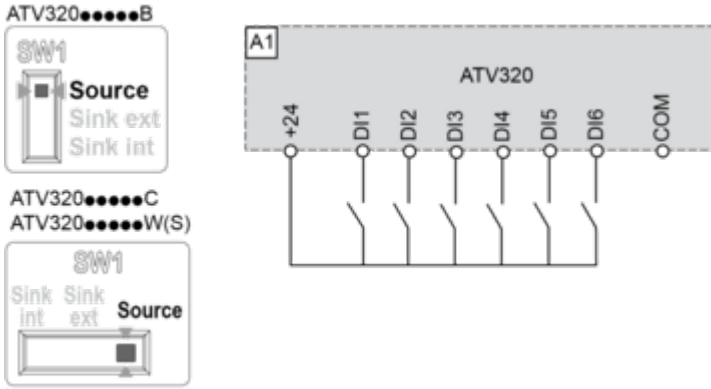 ATV320●●●●●B
SW1
Source
Sink ext
Sink int
A1
ATV320
+24
DI1
DI2
DI3
DI4
DI5
DI6
COM
ATV320●●●●●C
ATV320●●●●●W(S)
SW1
Sink int
Sink ext
Source